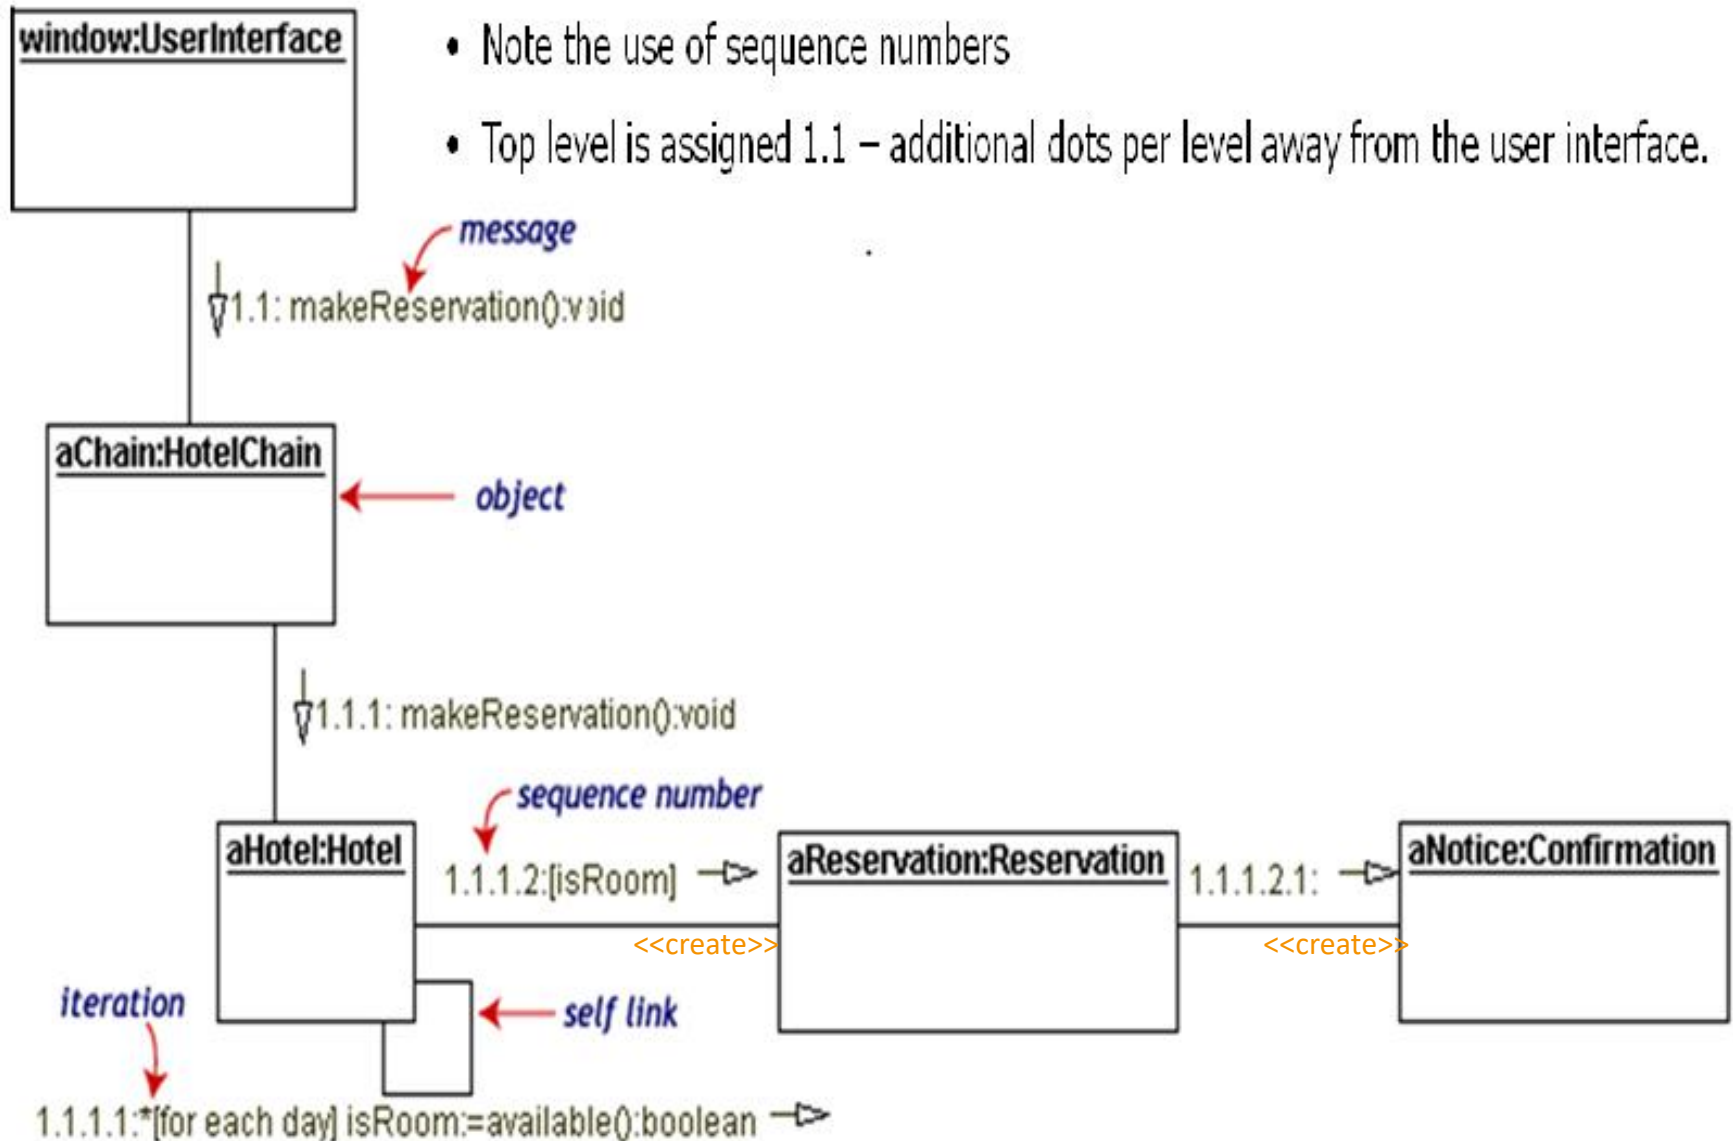 window:UserInterface
• Note the use of sequence numbers
• Top level is assigned 1.1 – additional dots per level away from the user interface.
message
1.1: makeReservation():void
aChain:HotelChain
object
1.1.1: makeReservation():void
sequence number
aHotel:Hotel
1.1.1.2:[isRoom]
aReservation:Reservation
1.1.1.2.1:
aNotice:Confirmation
<<create>>
<<create>>
iteration
self link
1.1.1.1:*[for each day] isRoom:=available():boolean